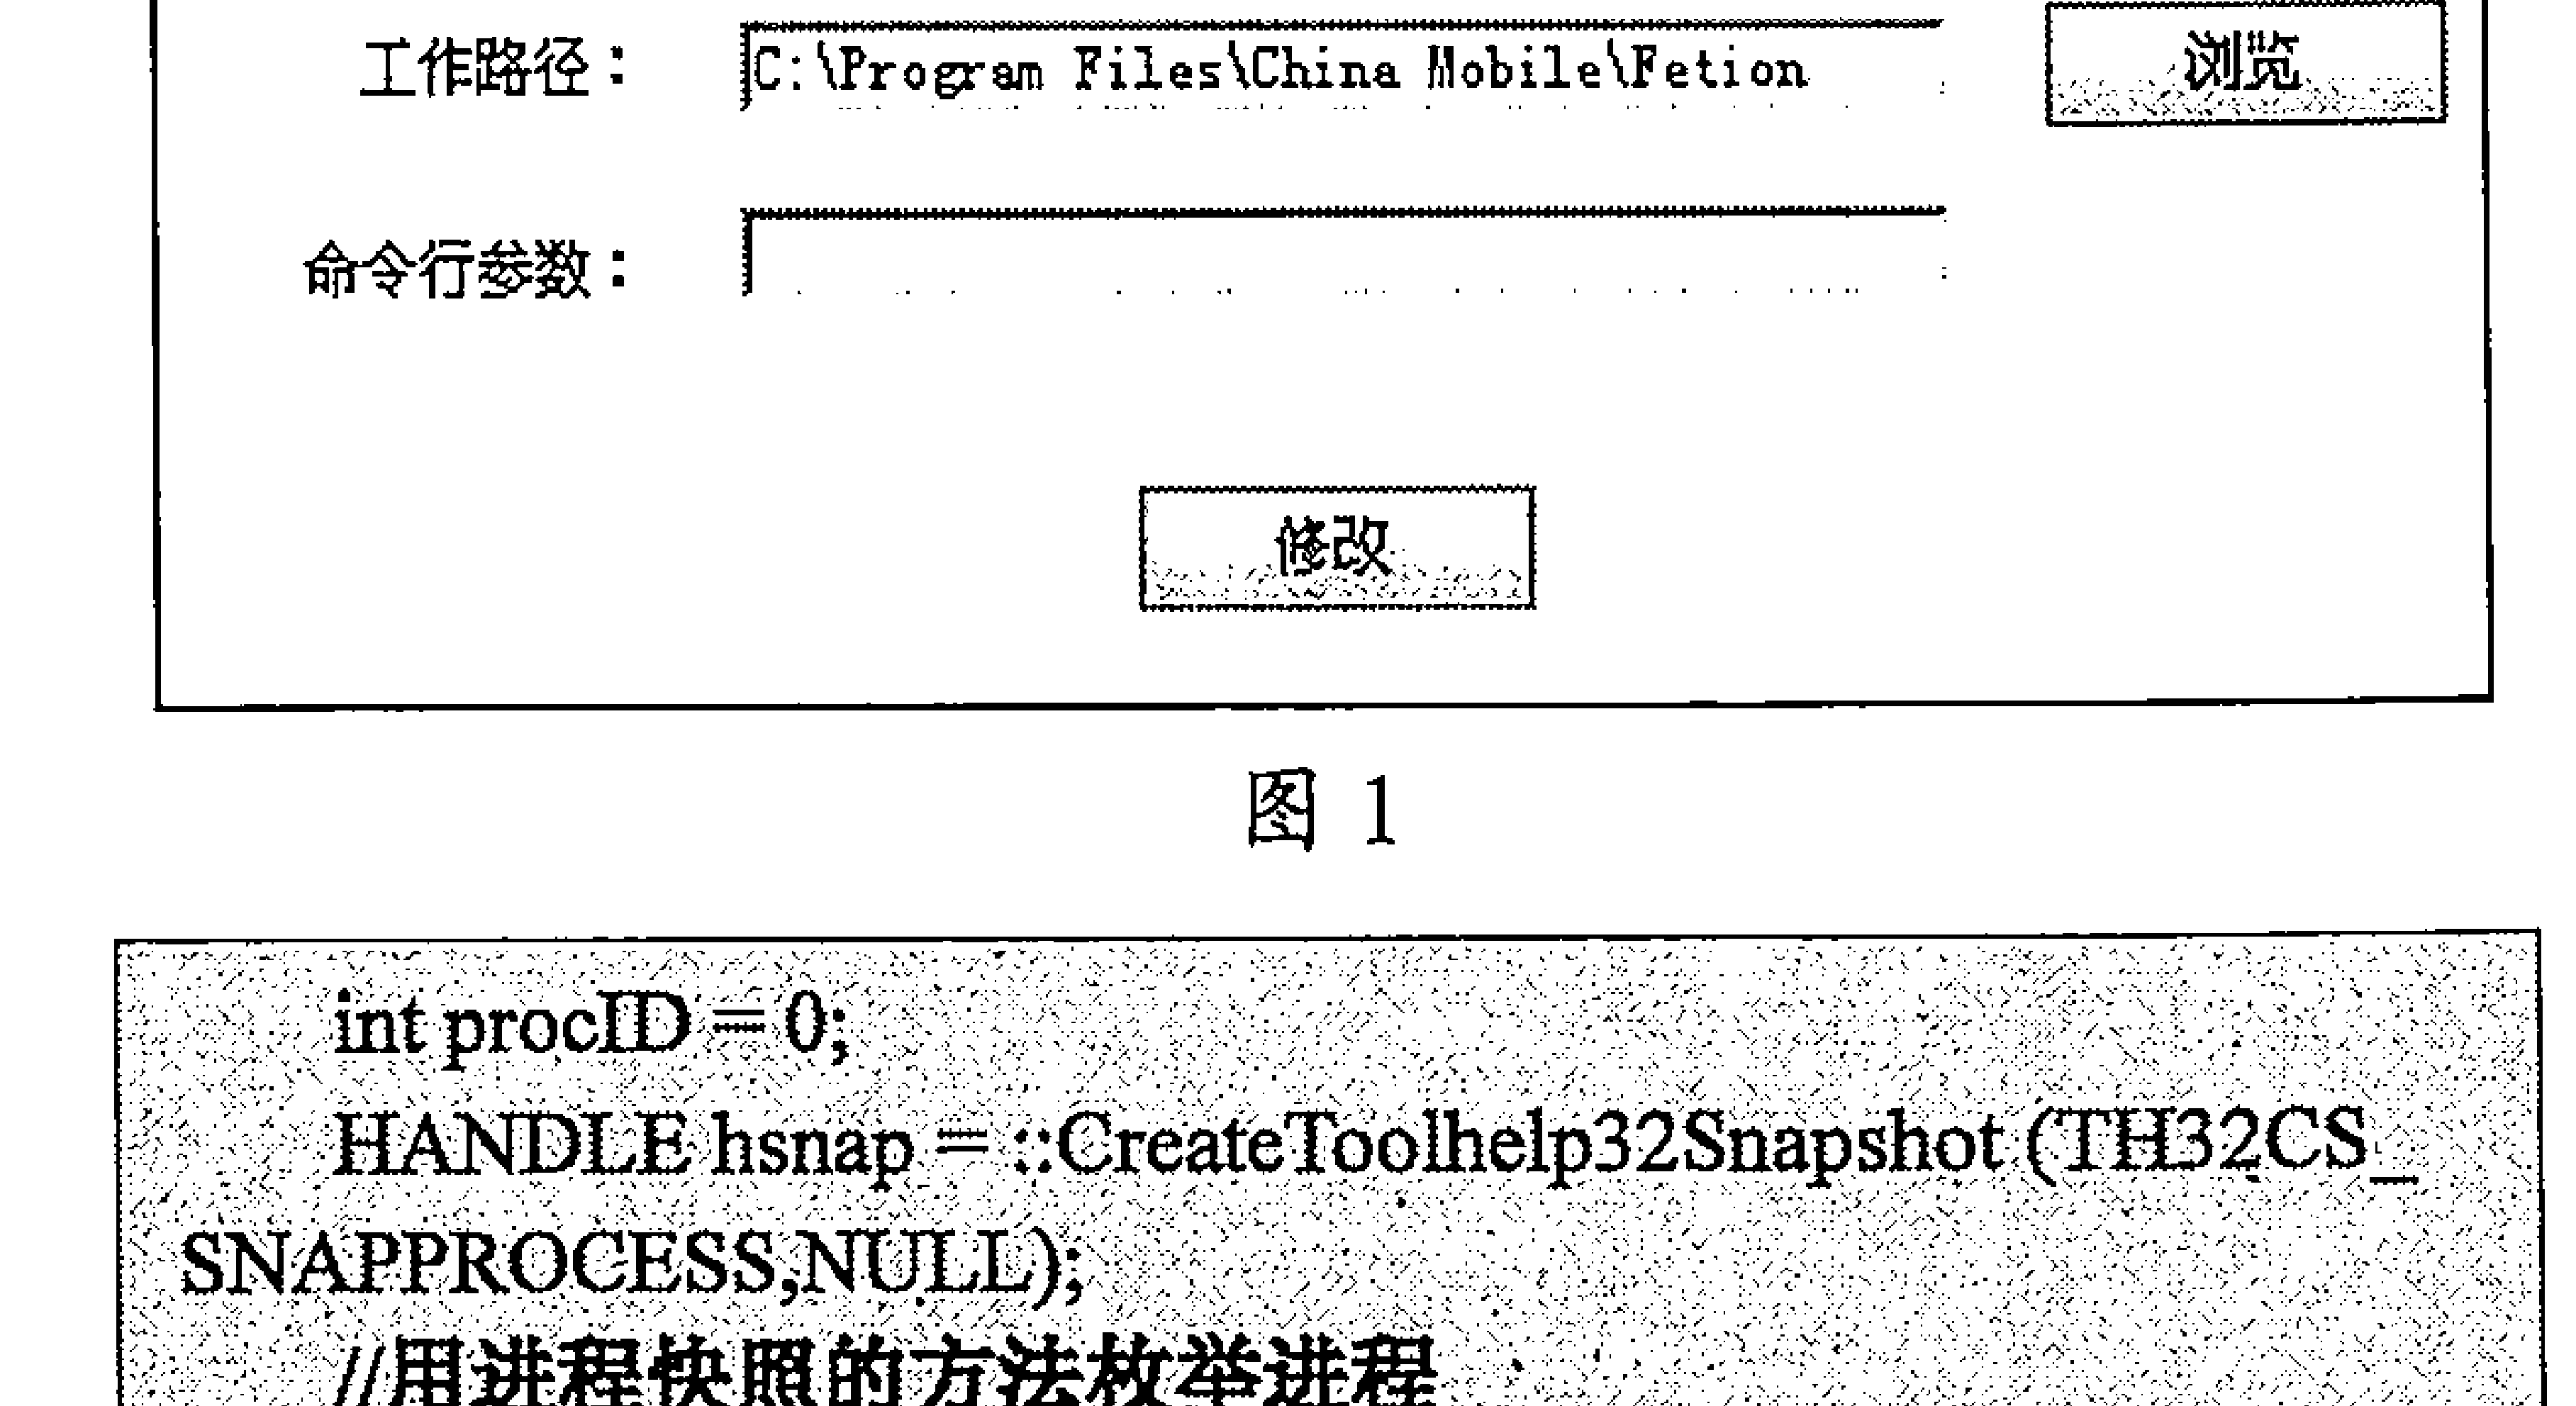 工作路径： C:\Program Files\China Mobile\Fetion 浏览
命令行参数：
修改
图 1
int procID = 0;
HANDLE hsnap = ::CreateToolhelp32Snapshot (TH32CS_
SNAPPROCESS,NULL);
//用进程快照的方法枚举进程